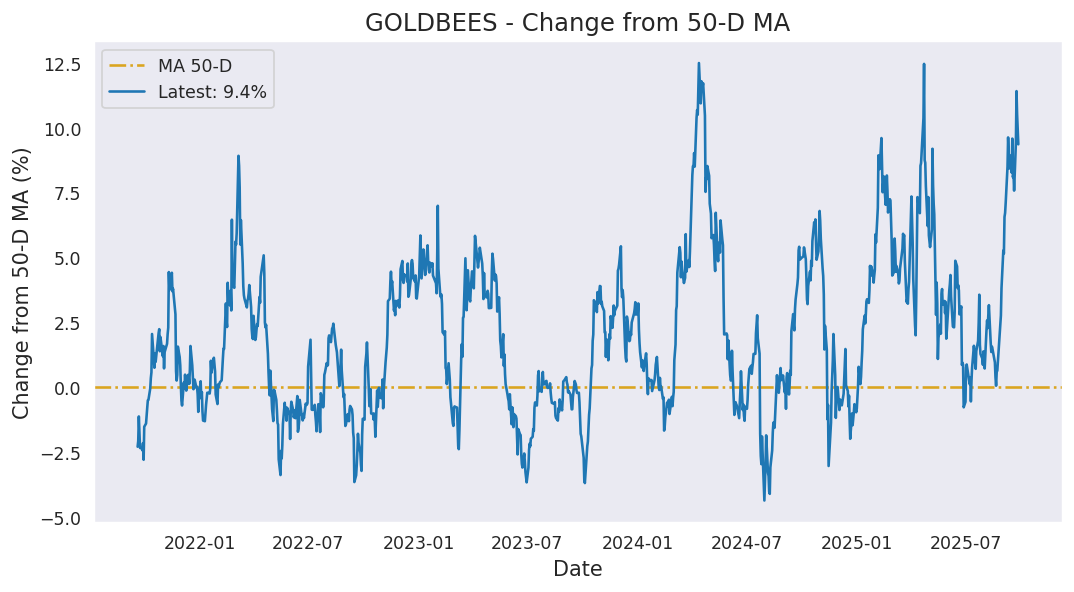 GOLDBEES - Change from 50-D MA
MA 50-D
Latest: 9.4%
Change from 50-D MA (%)
12.5
10.0
7.5
5.0
2.5
0.0
−2.5
−5.0
2022-01 2022-07 2023-01 2023-07 2024-01 2024-07 2025-01 2025-07
Date